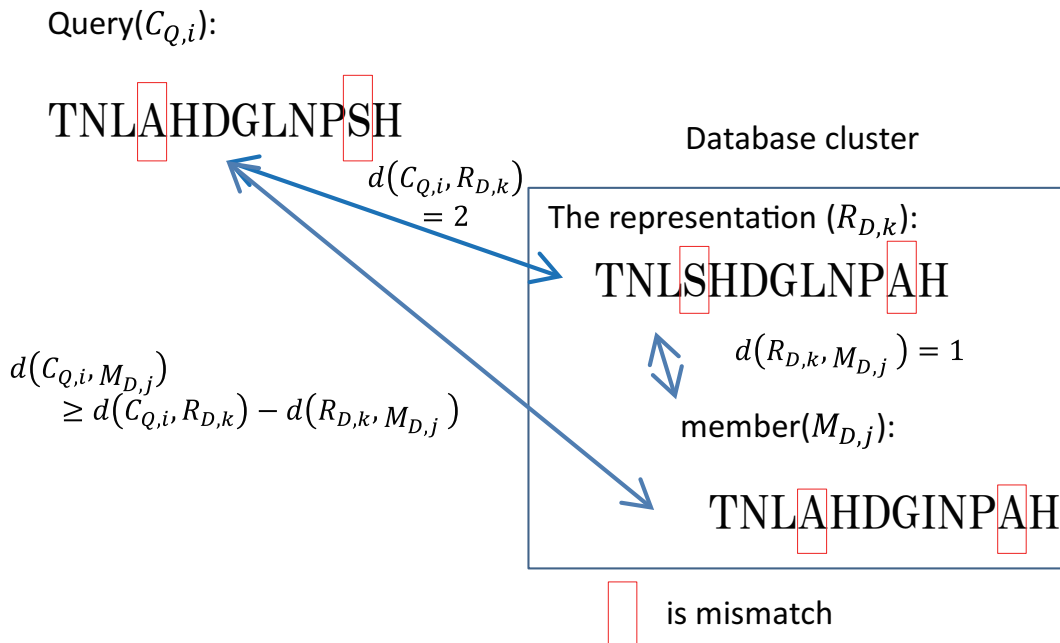 Query(C_{Q,i}):
TNLAHDGLNPSH
Database cluster
d(C_{Q,i}, R_{D,k})
= 2
The representation (R_{D,k}):
TNLSHDGLNPAH
d(R_{D,k}, M_{D,j}) = 1
d(C_{Q,i}, M_{D,j})
≥ d(C_{Q,i}, R_{D,k}) − d(R_{D,k}, M_{D,j})
member(M_{D,j}):
TNLAHDGINPAH
is mismatch